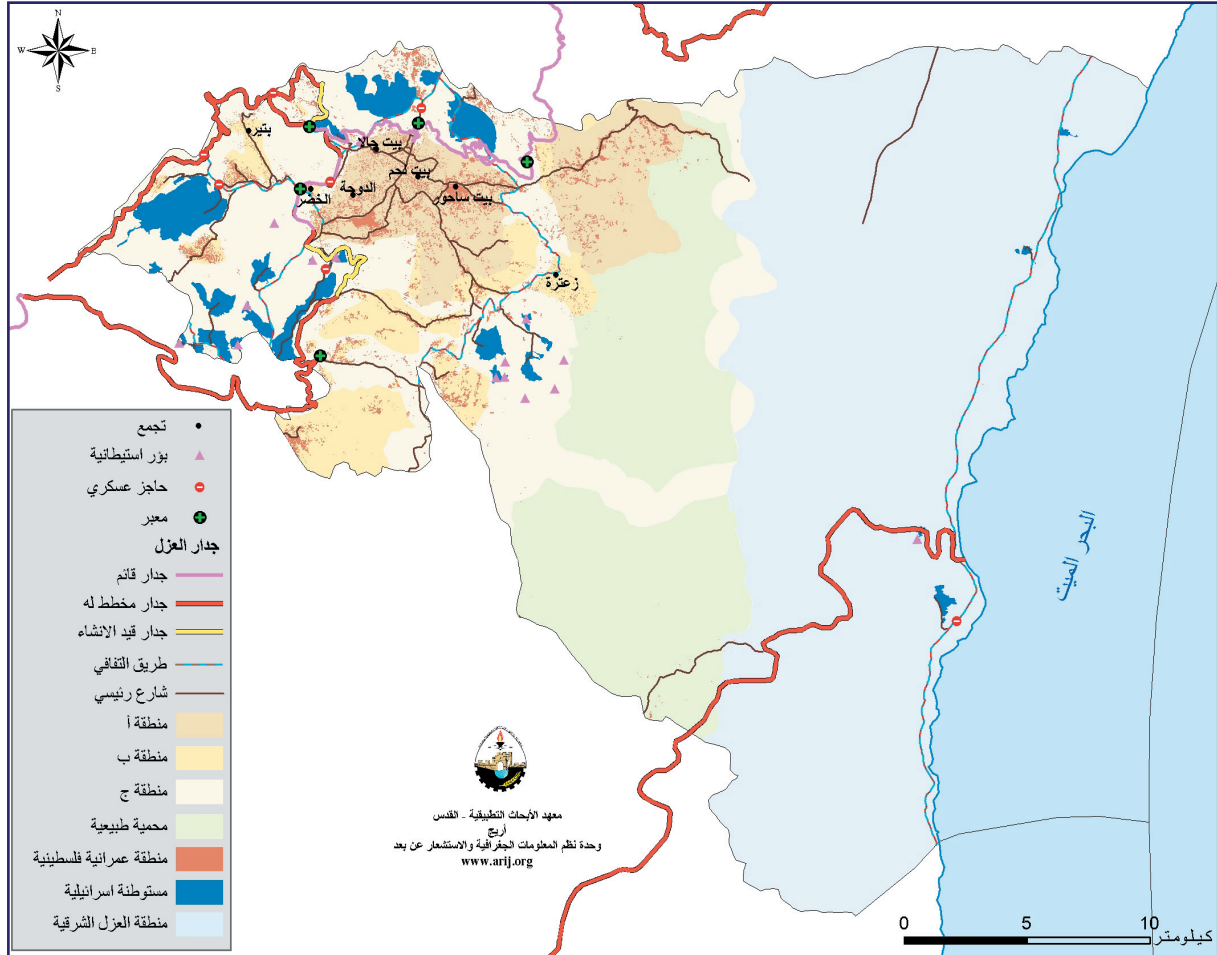 N
W E
S
بتير
بيت جالا
بيت لحم
الدوحة
الخضر
بيت ساحور
زعترة
البحر الميت
تجمع
بؤر استيطانية
حاجز عسكري
معبر
جدار العزل
جدار قائم
جدار مخطط له
جدار قيد الانشاء
طريق التفافي
شارع رئيسي
منطقة أ
منطقة ب
منطقة ج
محمية طبيعية
منطقة عمرانية فلسطينية
مستوطنة اسرائيلية
منطقة العزل الشرقية
معهد الأبحاث التطبيقية - القدس
أريج
وحدة نظم المعلومات الجغرافية والاستشعار عن بعد
www.arij.org
0 5 10
كيلومتر